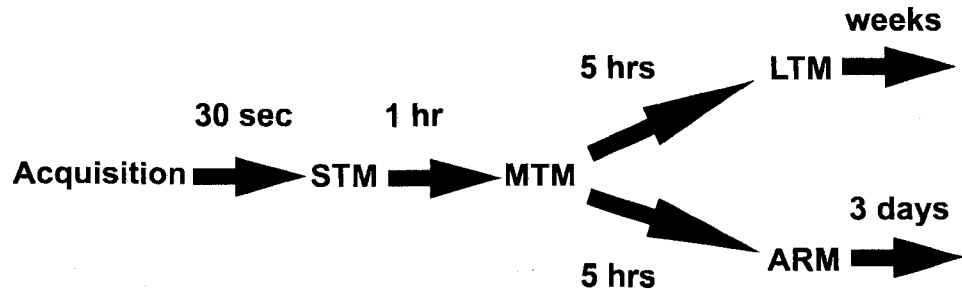 weeks
5 hrs
LTM
30 sec
1 hr
Acquisition
STM
MTM
3 days
ARM
5 hrs